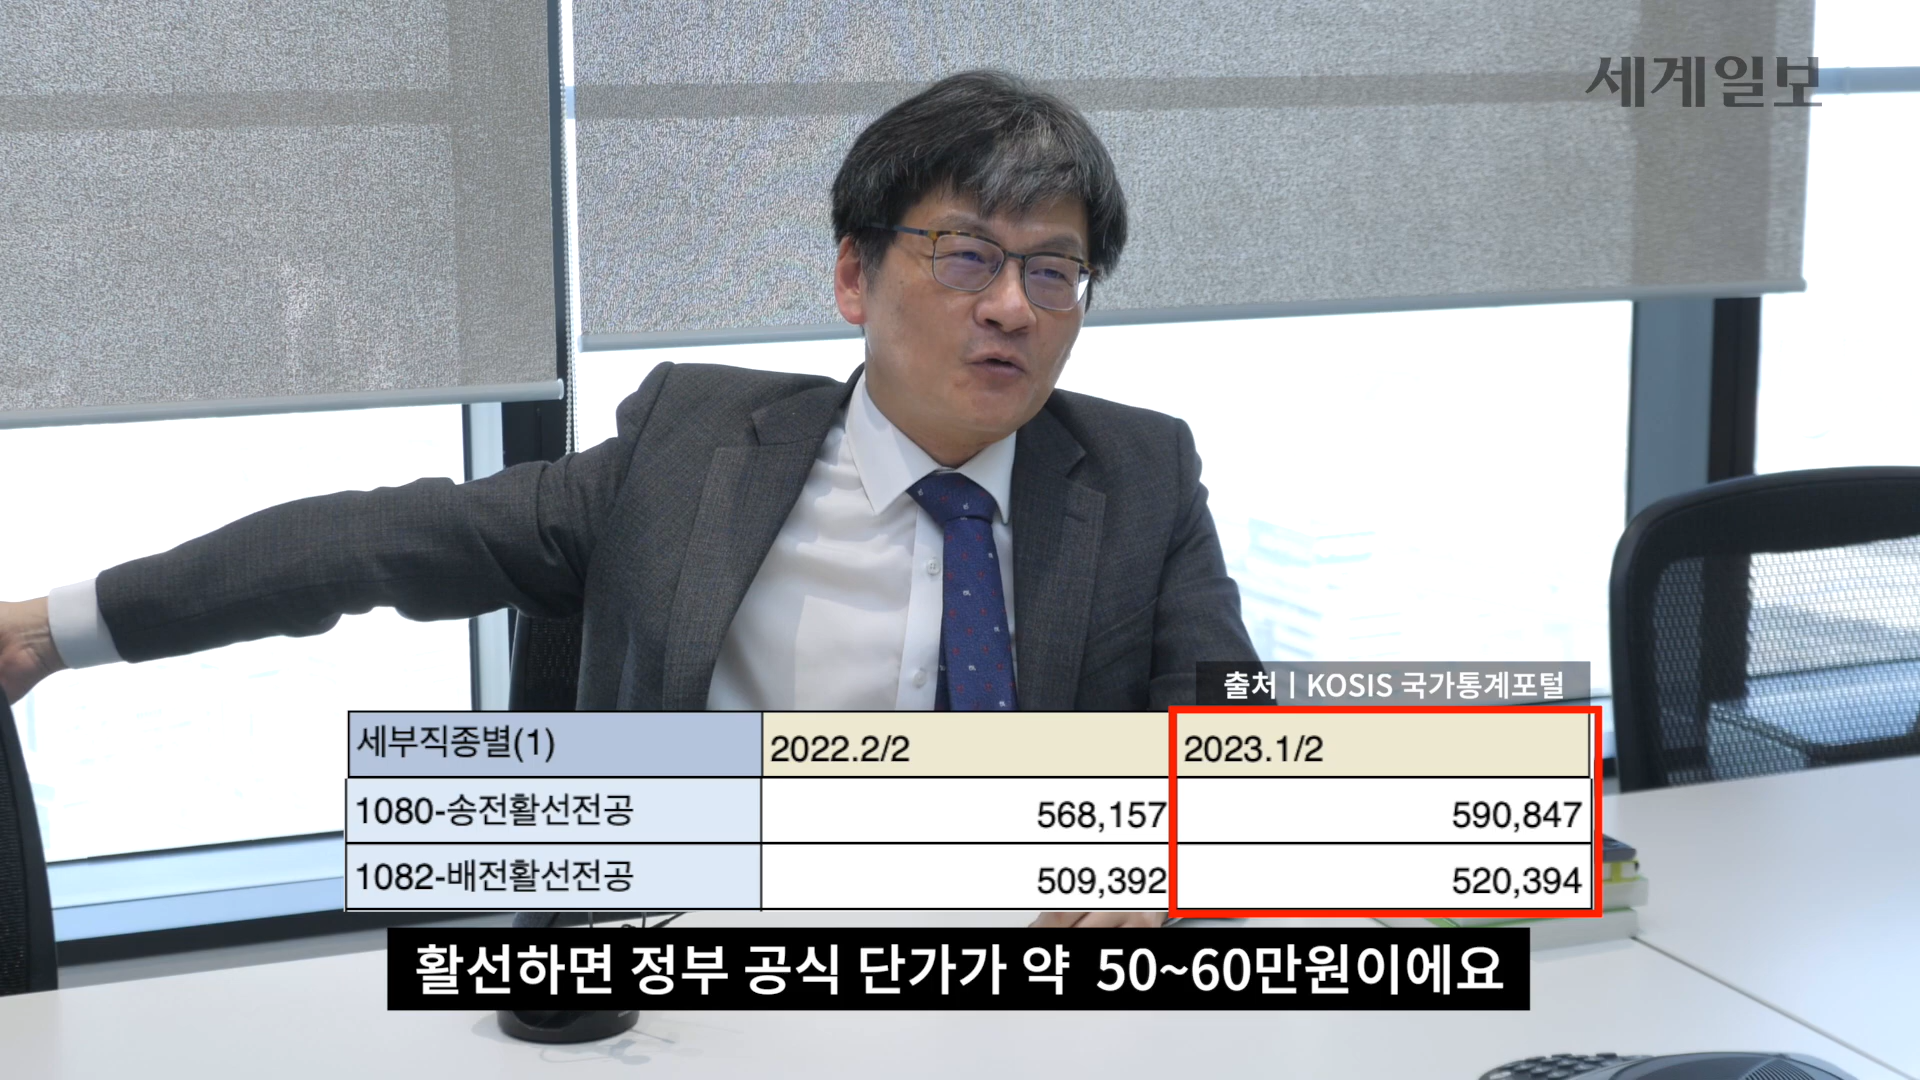 세계일보
출처 | KOSIS 국가통계포털
세부직종별(1) 2022.2/2 2023.1/2
1080-송전활선전공 568,157 590,847
1082-배전활선전공 509,392 520,394
활선하면 정부 공식 단가가 약 50~60만원이에요